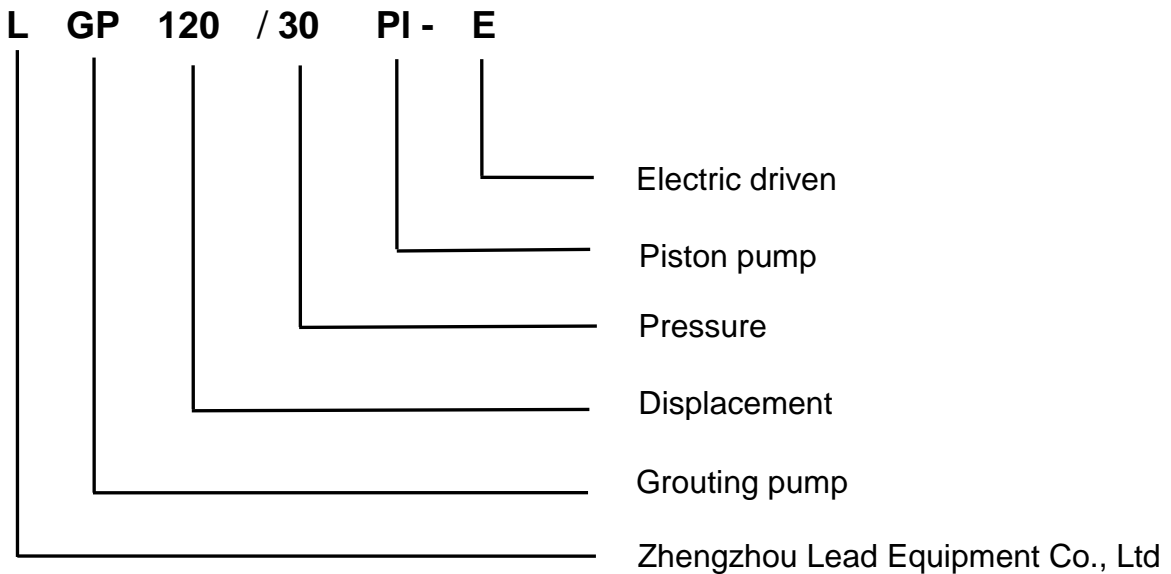 L GP 120 / 30 PI - E
Electric driven
Piston pump
Pressure
Displacement
Grouting pump
Zhengzhou Lead Equipment Co., Ltd